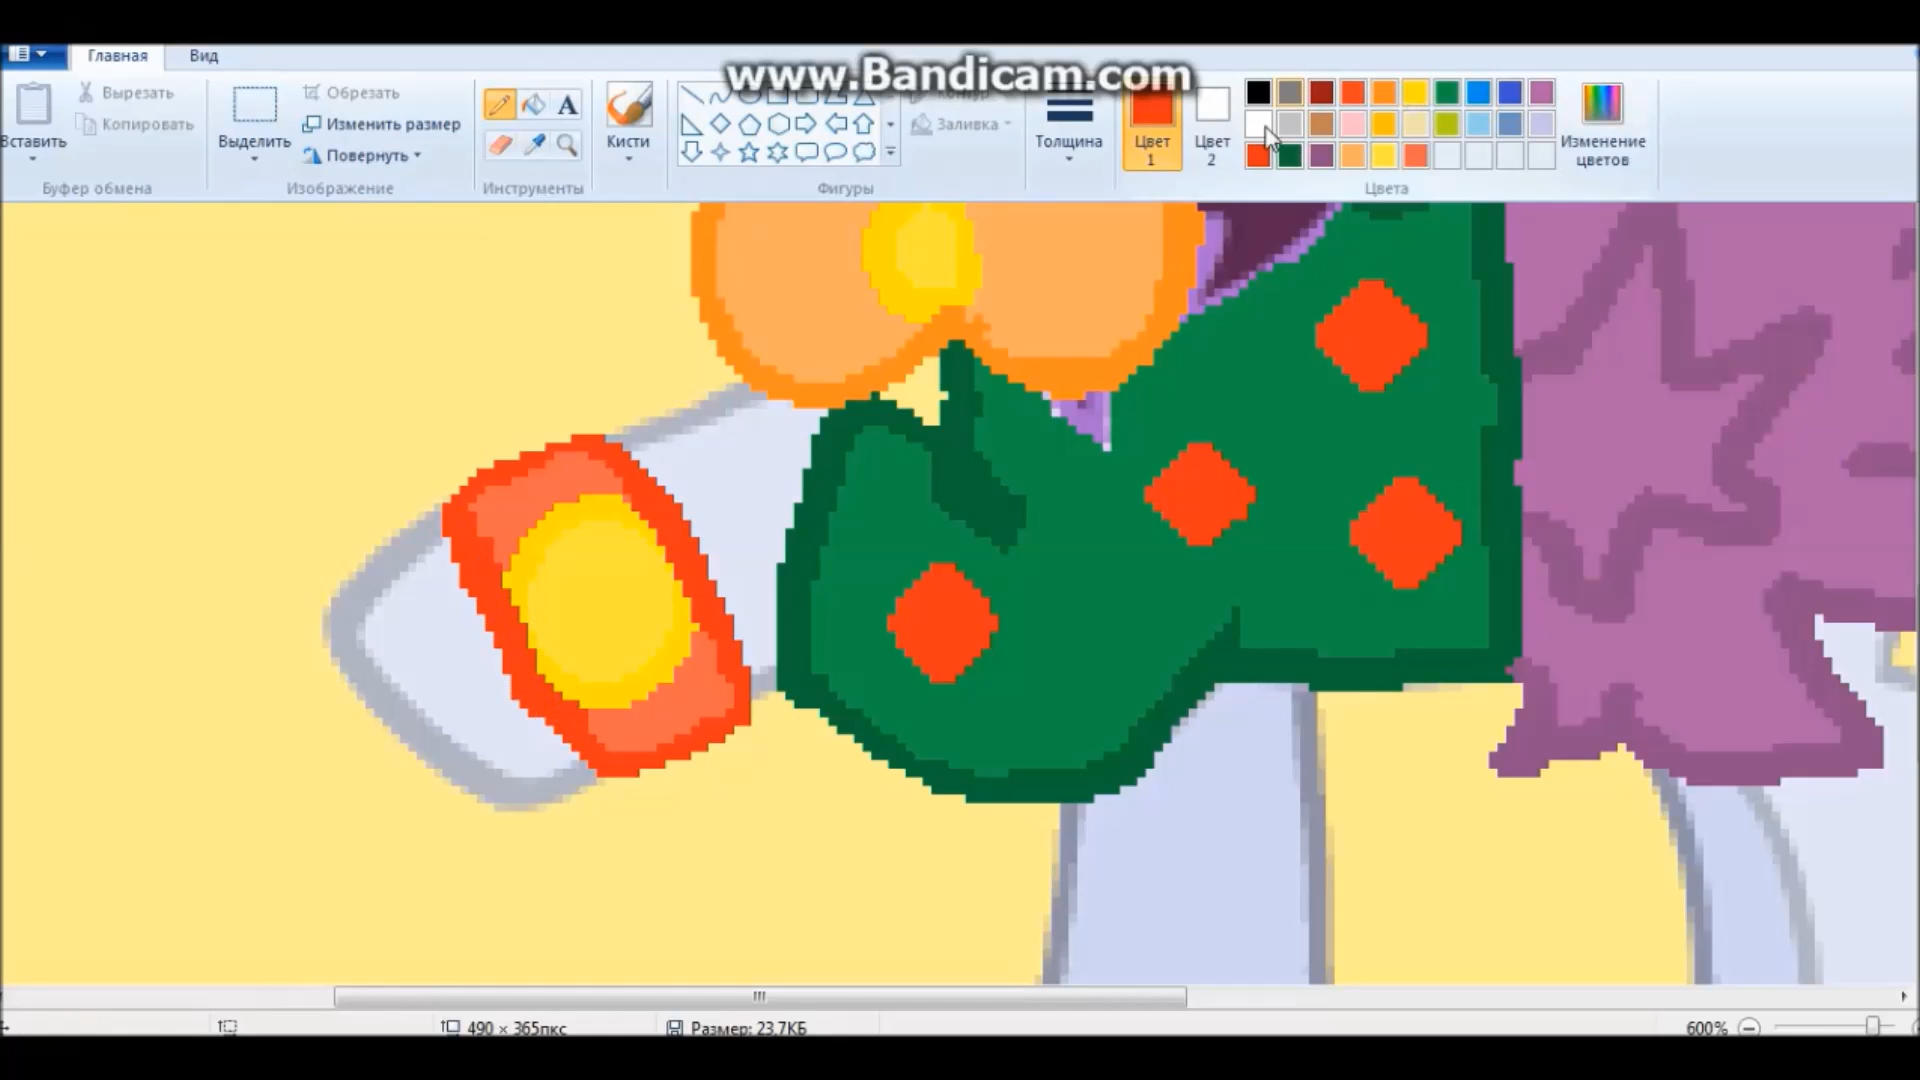 Главная Вид
www.Bandicam.com
Вставить
Вырезать
Копировать
Буфер обмена
Выделить
Обрезать
Изменить размер
Повернуть
Изображение
A
Инструменты
Кисти
Контур
Заливка
Фигуры
Толщина
Цвет
1
Цвет
2
Изменение
цветов
Цвета
490 × 365пкс
Размер: 23.7КБ
600%